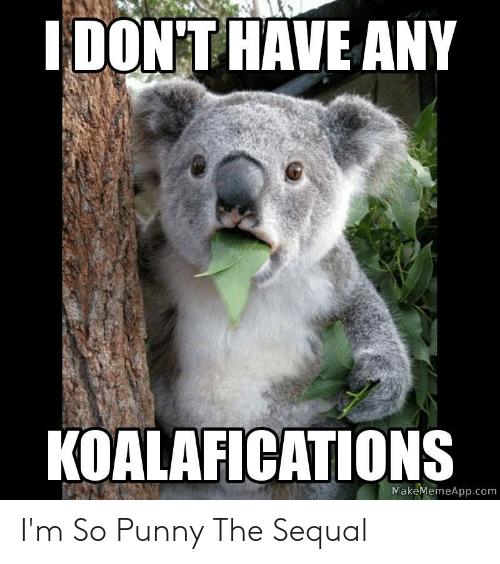 I DON'T HAVE ANY
KOALAFICATIONS
MakeMemeApp.com
I'm So Punny The Sequal